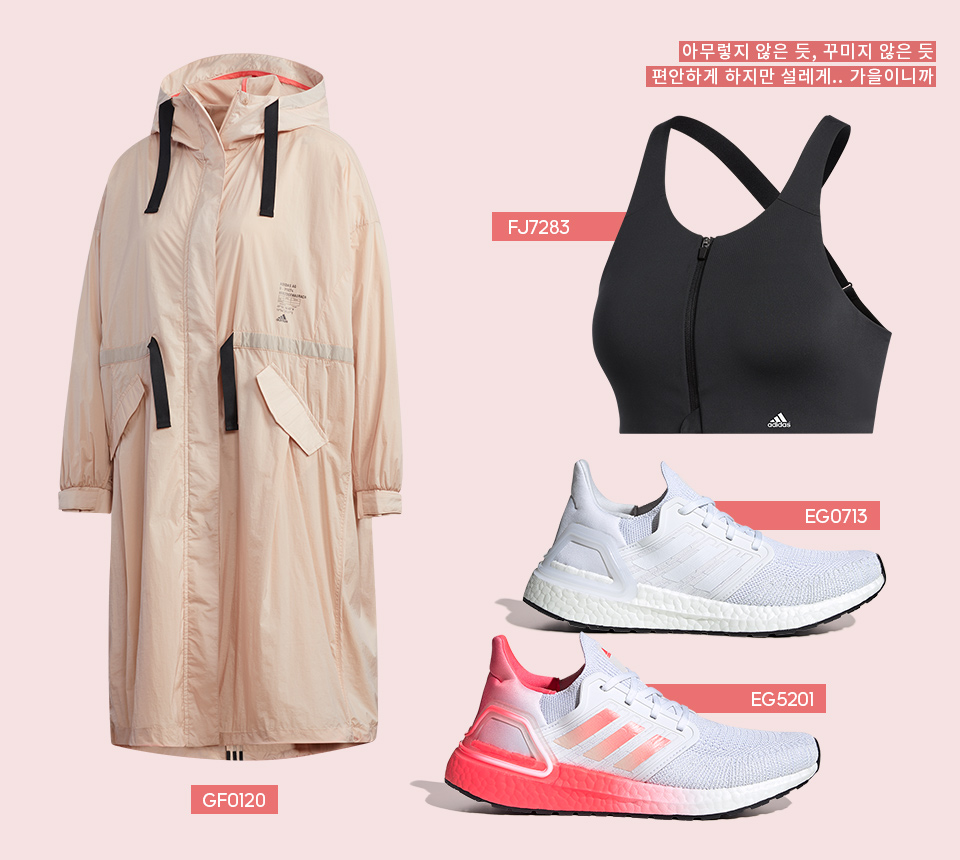 아무렇지 않은 듯, 꾸미지 않은 듯
편안하게 하지만 설레게.. 가을이니까
FJ7283
adidas
EG0713
EG5201
GF0120